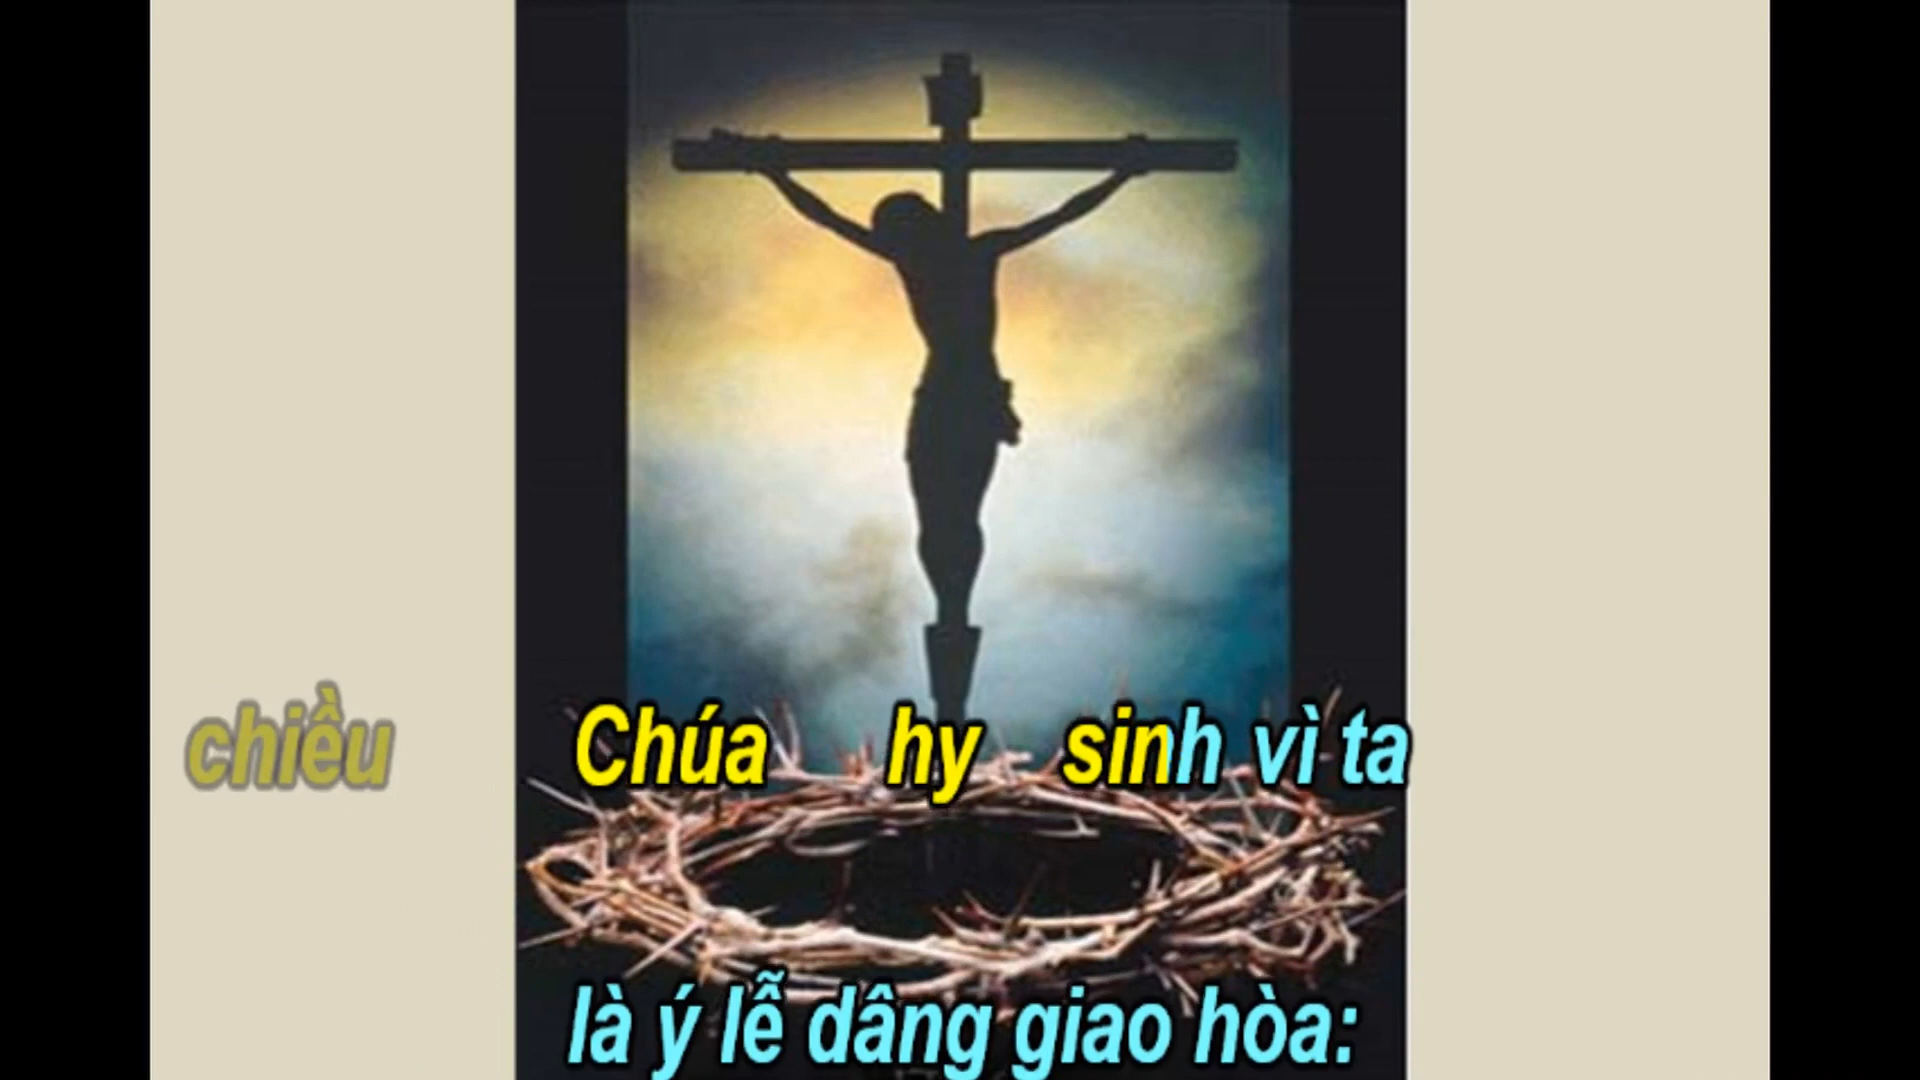 chiều Chúa hy sinh vì ta
là ý lễ dâng giao hòa: